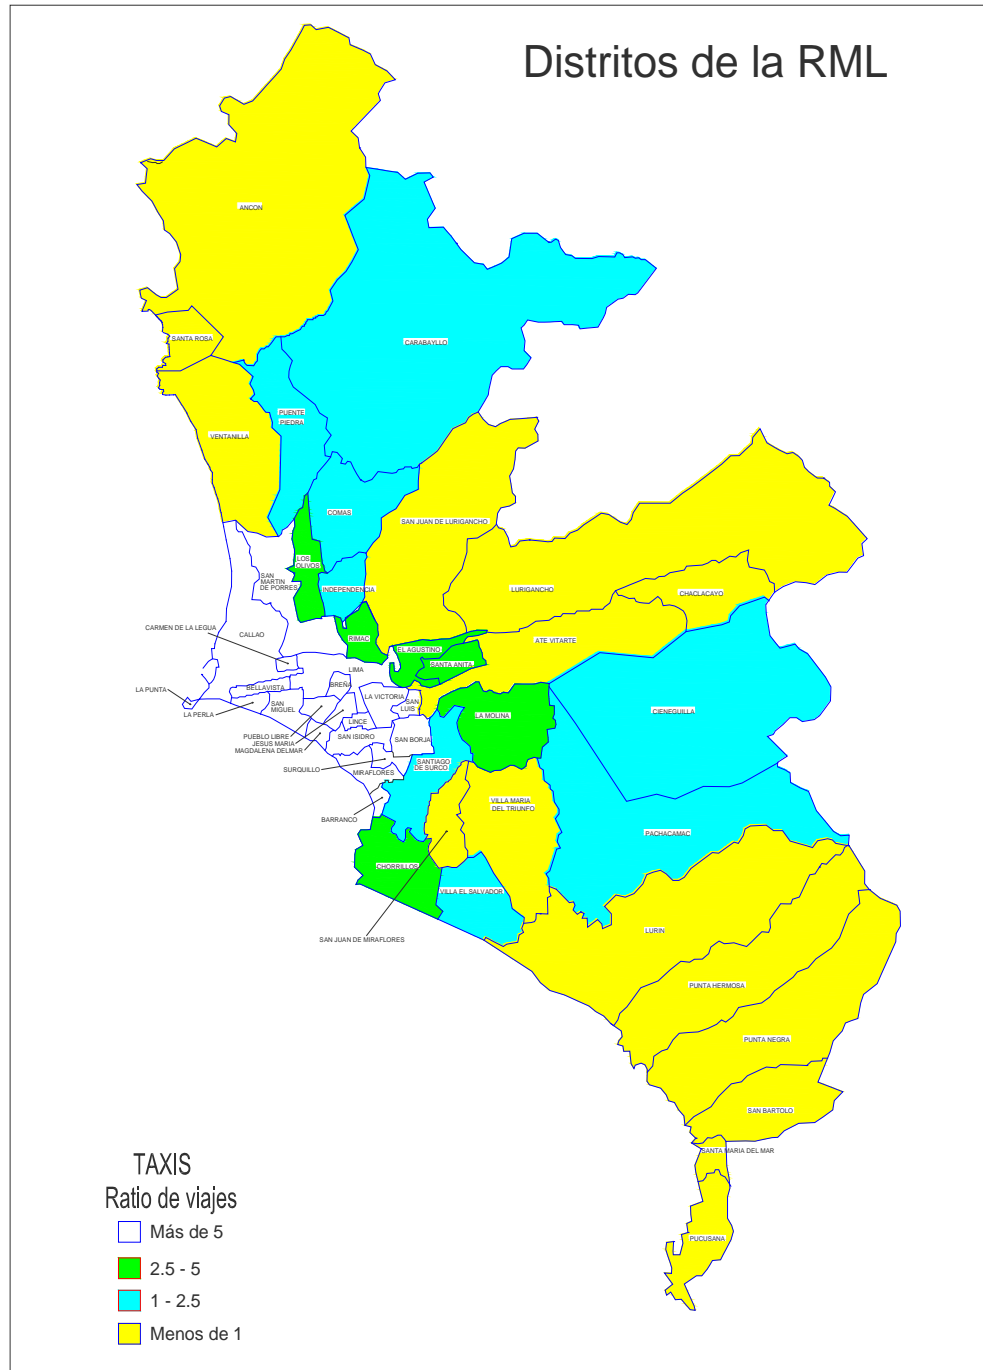 Distritos de la RML
ANCON
SANTA ROSA
CARABAYLLO
PUENTE
PIEDRA
VENTANILLA
COMAS
SAN JUAN DE LURIGANCHO
LOS
OLIVOS
SAN
MARTIN
DE PORRES
INDEPENDENCIA
LURIGANCHO
CHACLACAYO
CARMEN DE LA LEGUA
CALLAO
RIMAC
EL AGUSTINO
ATE VITARTE
SANTA ANITA
LIMA
BREÑA
BELLAVISTA
LA PUNTA
LA VICTORIA
SAN
LUIS
SAN
MIGUEL
LA PERLA
CIENEGUILLA
LA MOLINA
LINCE
PUEBLO LIBRE
JESUS MARIA
MAGDALENA DELMAR
SAN ISIDRO
SAN BORJA
SURQUILLO
MIRAFLORES
SANTIAGO
DE SURCO
VILLA MARIA
DEL TRIUNFO
BARRANCO
PACHACAMAC
CHORRILLOS
VILLA EL SALVADOR
SAN JUAN DE MIRAFLORES
LURIN
PUNTA HERMOSA
PUNTA NEGRA
SAN BARTOLO
SANTA MARIA DEL MAR
PUCUSANA
TAXIS
Ratio de viajes
Más de 5
2.5 - 5
1 - 2.5
Menos de 1